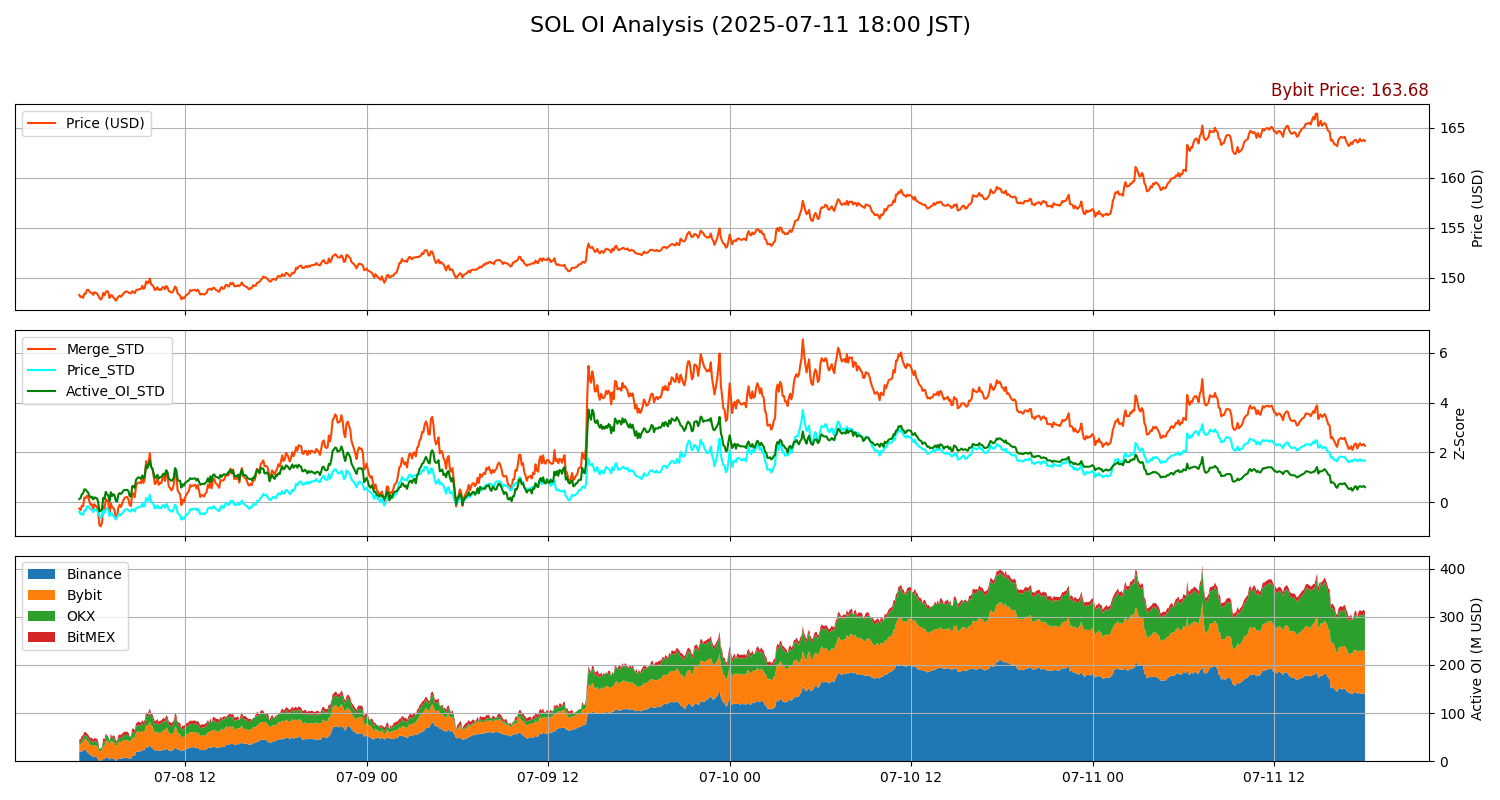 SOL OI Analysis (2025-07-11 18:00 JST)
Bybit Price: 163.68
Price (USD)
165
160
155
150
Price (USD)
Merge_STD
Price_STD
Active_OI_STD
6
4
2
0
Z-Score
Binance
Bybit
OKX
BitMEX
400
300
200
100
0
Active OI (M USD)
07-08 12
07-09 00
07-09 12
07-10 00
07-10 12
07-11 00
07-11 12